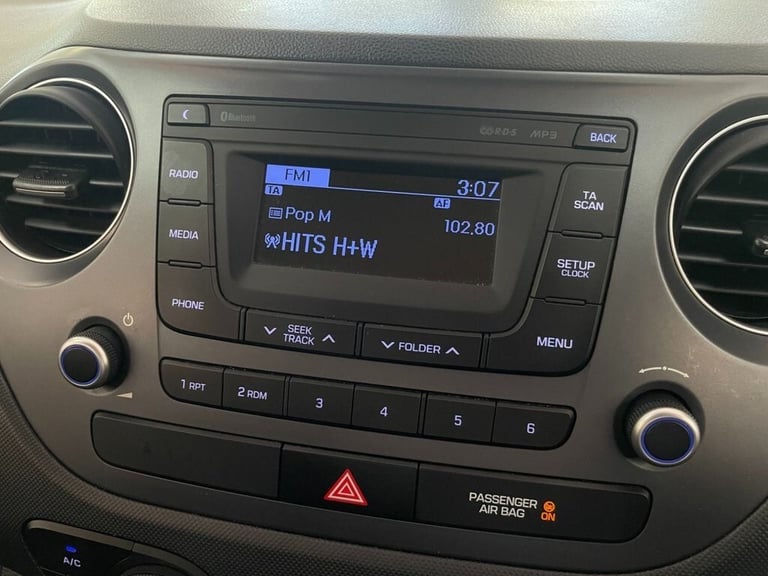 Bluetooth
R·D·S
MP3
BACK
RADIO
FM1
3:07
TA
AF
TA
SCAN
Pop M
102.80
MEDIA
HITS H+W
SETUP
CLOCK
PHONE
SEEK
TRACK
FOLDER
MENU
1 RPT
2 RDM
3
4
5
6
PASSENGER
AIR BAG
ON
A/C